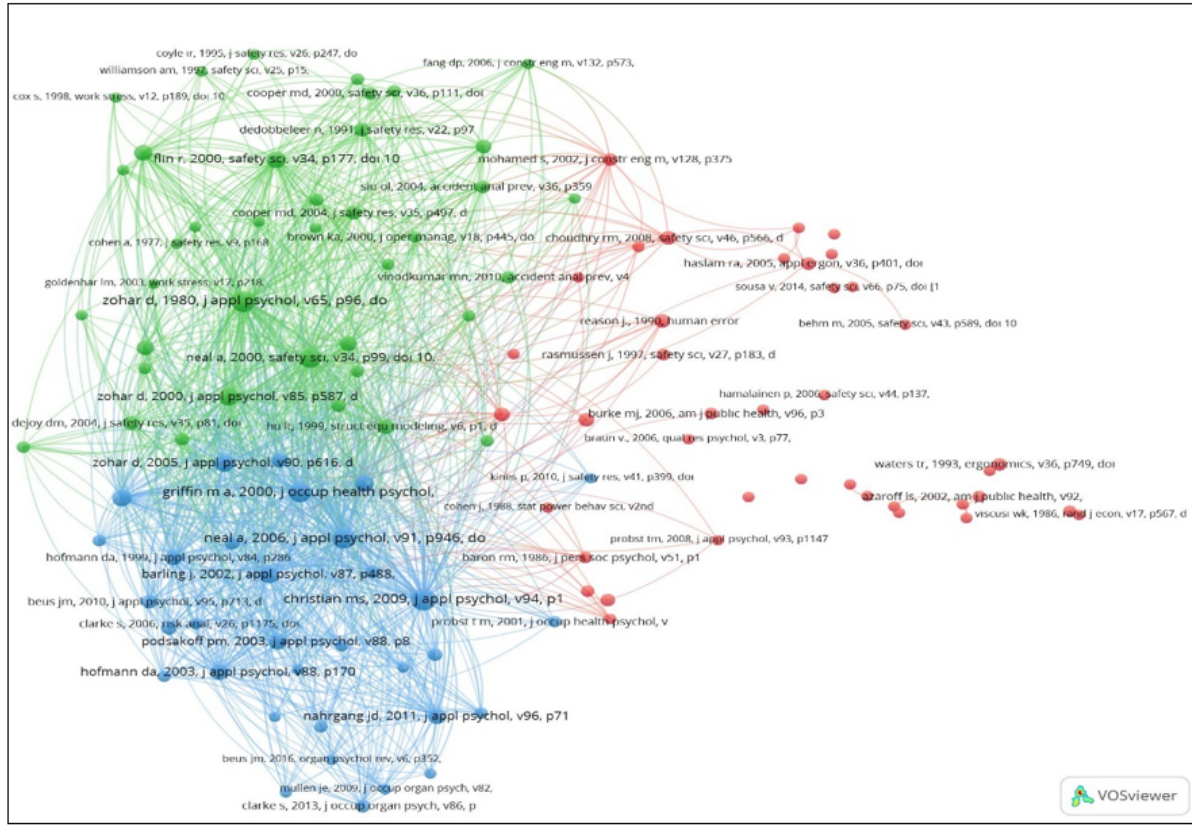 coyle ir, 1995, j safety res, v26, p247, do
williamson am, 1997, safety sci, v25, p15,
fang dp, 2006, j constr eng m, v132, p573,
cox s, 1998, work stress, v12, p189, doi 10
cooper md, 2000, safety sci, v36, p111, doi
dedobbeleer n, 1991, j safety res, v22, p97
flin r, 2000, safety sci, v34, p177, doi 10
mohamed s, 2002, j constr eng m, v128, p375
siu ol, 2004, accident anal prev, v36, p359
cooper md, 2004, j safety res, v35, p497, d
cohen a, 1977, j safety res, v9, p168
brown ka, 2000, j oper manag, v18, p445, do
choudhry rm, 2008, safety sci, v46, p566, d
haslam ra, 2005, appl ergon, v36, p401, doi
goldenhar lm, 2003, work stress, v17, p218,
vinodkumar mn, 2010, accident anal prev, v4
sousa v, 2014, safety sci, v66, p75, doi [1
zohar d, 1980, j appl psychol, v65, p96, do
reason j., 1990, human error
behm m, 2005, safety sci, v43, p589, doi 10
neal a, 2000, safety sci, v34, p99, doi 10.
rasmussen j, 1997, safety sci, v27, p183, d
zohar d, 2000, j appl psychol, v85, p587, d
hamalainen p, 2006, safety sci, v44, p137,
dejoy dm, 2004, j safety res, v35, p81, doi
hu lt, 1999, struct equ modeling, v6, p1, d
burke mj, 2006, am j public health, v96, p3
braun v., 2006, qual res psychol, v3, p77,
zohar d, 2005, j appl psychol, v90, p616, d
waters tr, 1993, ergonomics, v36, p749, doi
kines p, 2010, j safety res, v41, p399, doi
griffin m a, 2000, j occup health psychol,
azaroff ls, 2002, am j public health, v92,
cohen j., 1988, stat power behav sci, v2nd
viscusi wk, 1986, rand j econ, v17, p567, d
neal a, 2006, j appl psychol, v91, p946, do
probst tm, 2008, j appl psychol, v93, p1147
hofmann da, 1999, j appl psychol, v84, p286
baron rm, 1986, j pers soc psychol, v51, p1
barling j, 2002, j appl psychol, v87, p488,
beus jm, 2010, j appl psychol, v95, p713, d
christian ms, 2009, j appl psychol, v94, p1
clarke s, 2006, risk anal, v26, p1175, doi
probst t m, 2001, j occup health psychol, v
podsakoff pm, 2003, j appl psychol, v88, p8
hofmann da, 2003, j appl psychol, v88, p170
nahrgang jd, 2011, j appl psychol, v96, p71
beus jm, 2016, organ psychol rev, v6, p352,
mullen je, 2009, j occup organ psych, v82,
clarke s, 2013, j occup organ psych, v86, p
VOSviewer